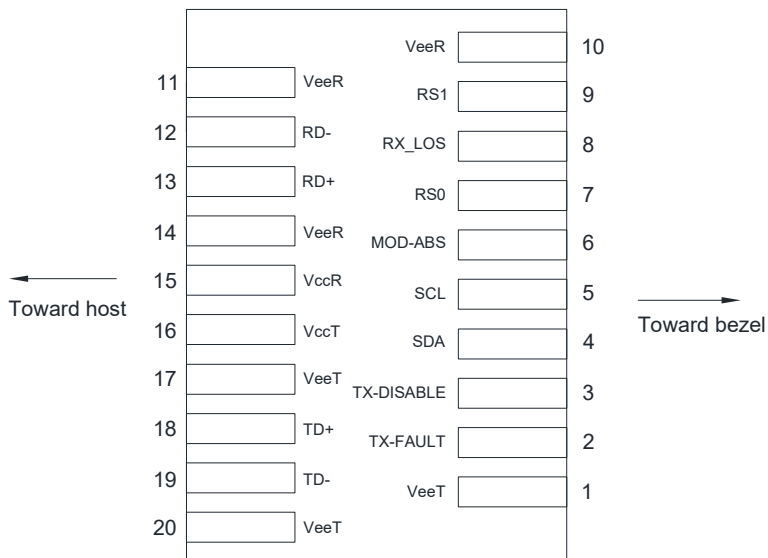 VeeR 10
11 VeeR
RS1 9
12 RD-
RX_LOS 8
13 RD+
RS0 7
14 VeeR
MOD-ABS 6
15 VccR
SCL 5
Toward host
Toward bezel
16 VccT
SDA 4
17 VeeT
TX-DISABLE 3
18 TD+
TX-FAULT 2
19 TD-
VeeT 1
20 VeeT